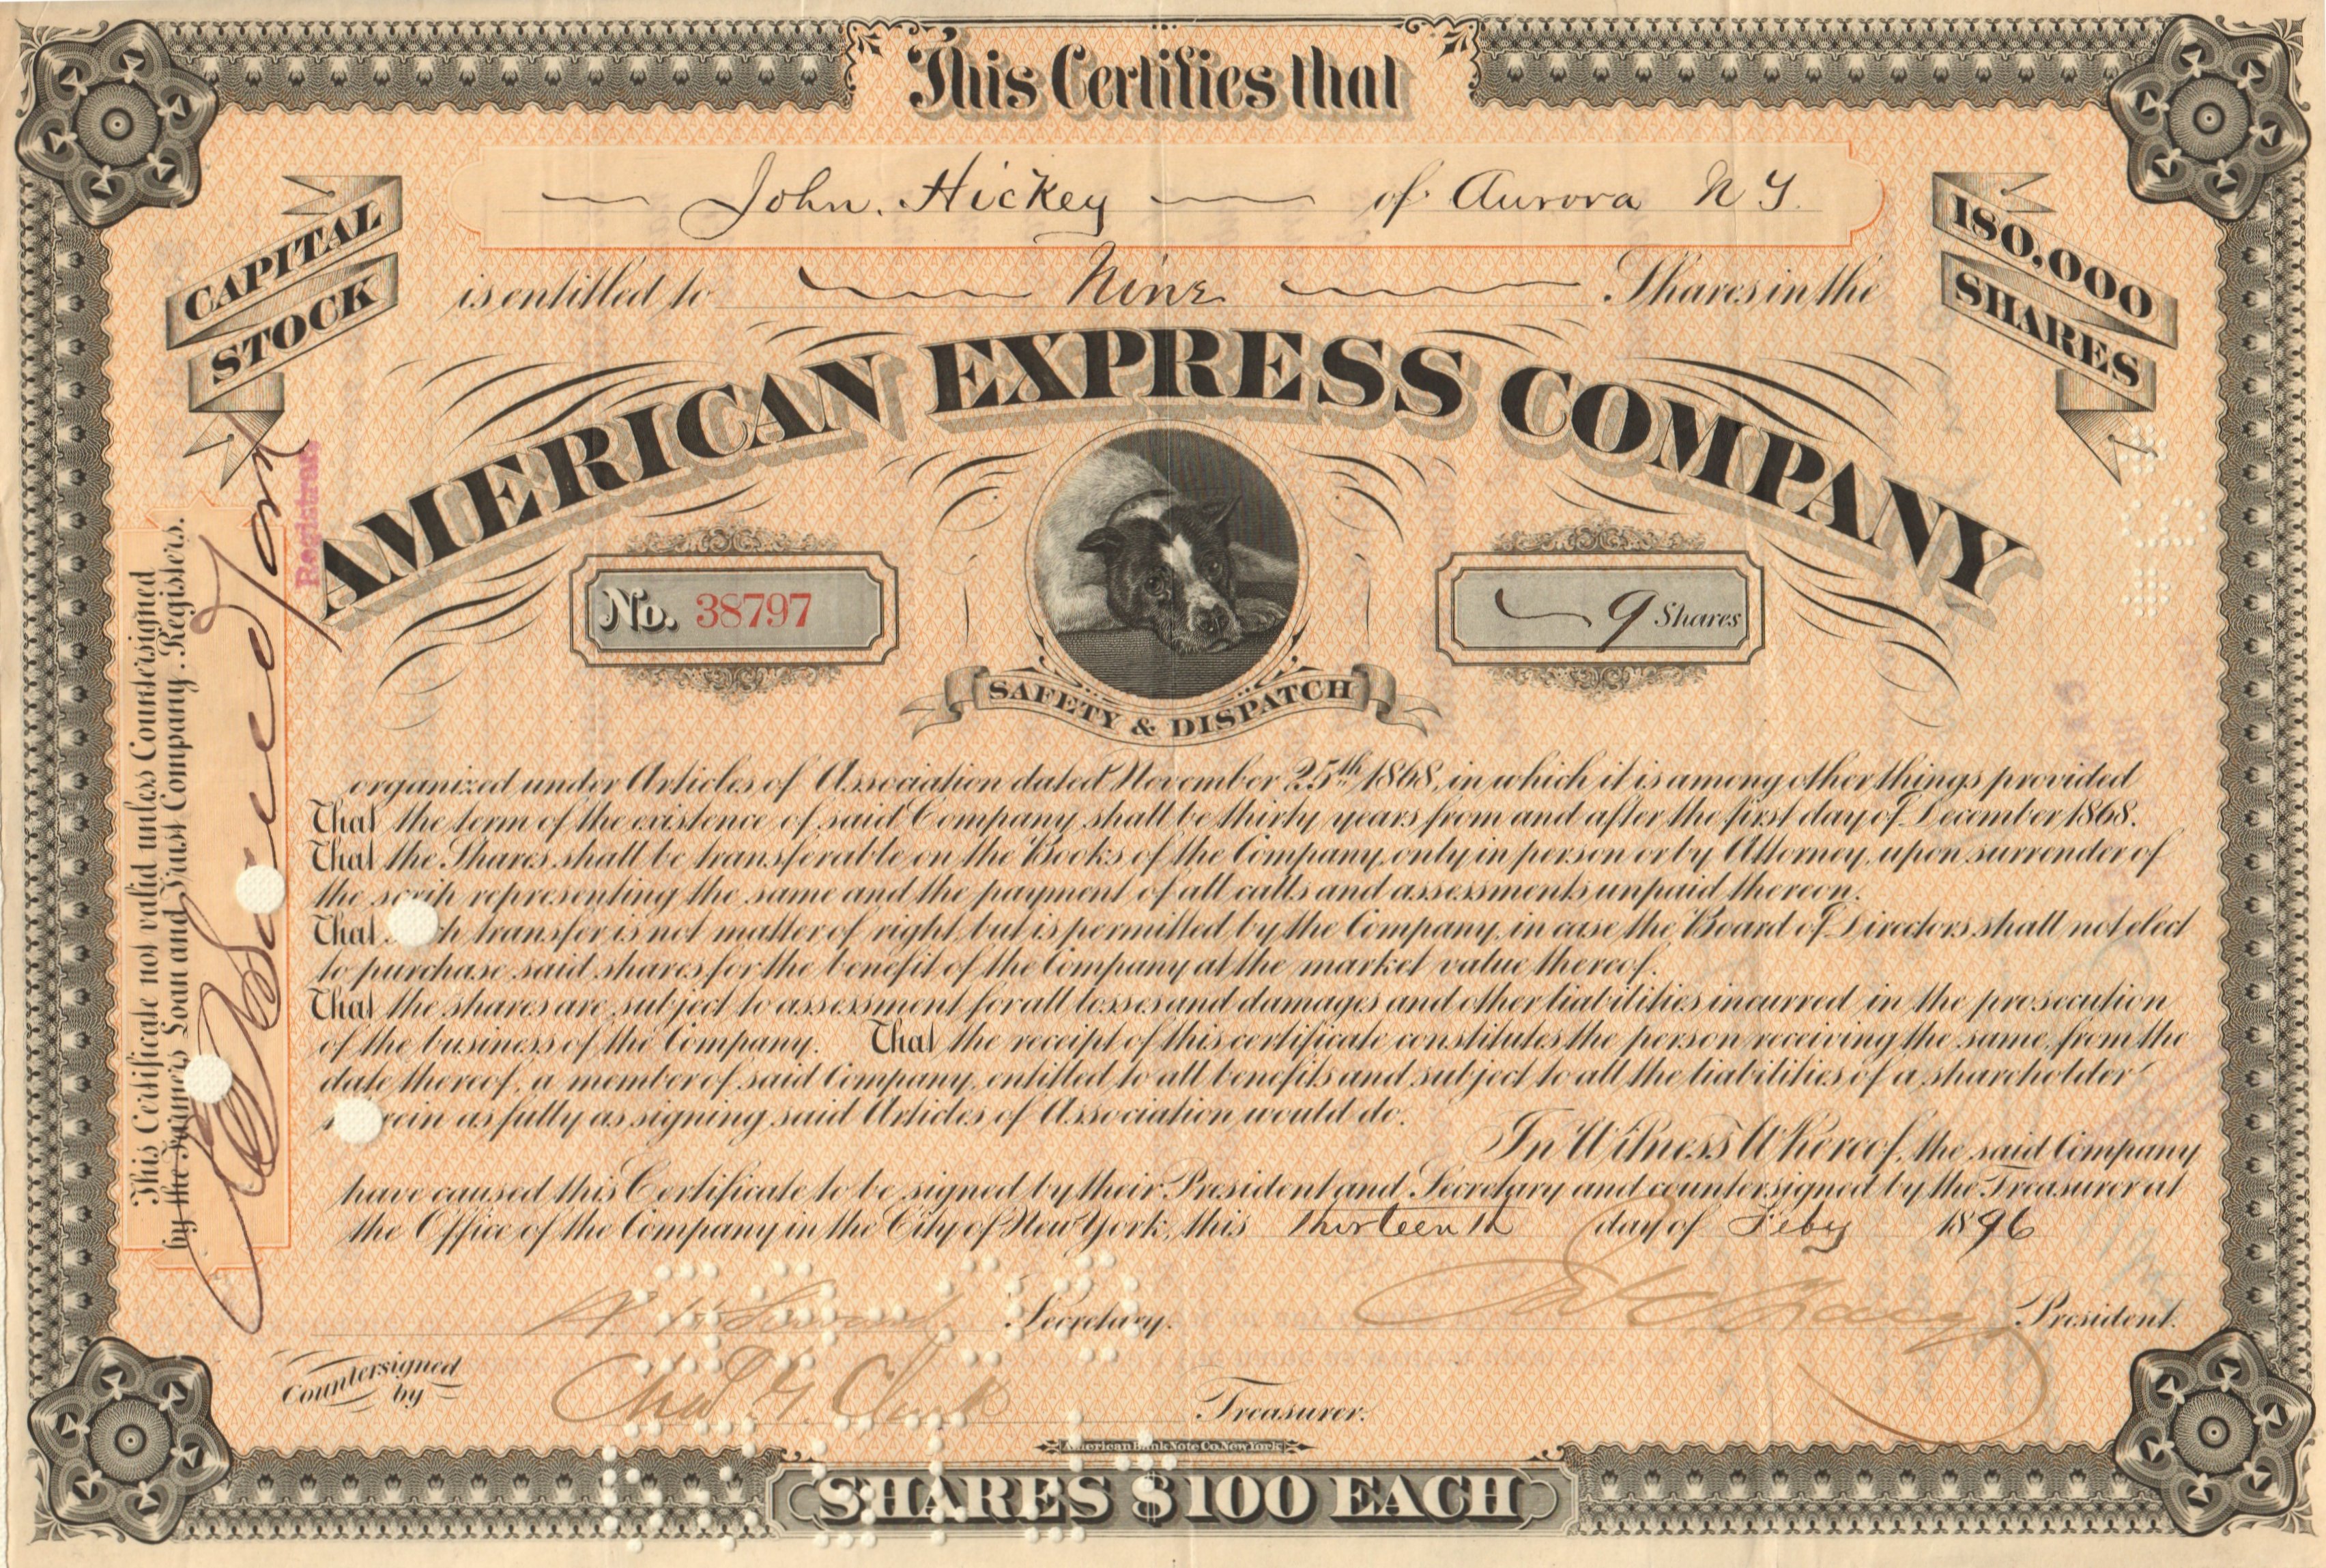 This Certifies that
John. Hickey of Aurora N Y.
CAPITAL STOCK
180.000 SHARES
is entitled to Nine Shares in the
AMERICAN EXPRESS COMPANY
No. 38797
9 Shares
SAFETY & DISPATCH
organized under Articles of Association dated November 25th 1868, in which it is among other things provided
That the term of the existence of said Company shall be thirty years from and after the first day of December 1868.
That the Shares shall be transferable on the Books of the Company, only in person or by Attorney, upon surrender of
the scrip representing the same and the payment of all calls and assessments unpaid thereon.
That transfer is not matter of right, but is permitted by the Company, in case the Board of Directors shall not elect
to purchase said shares for the benefit of the Company at the market value thereof.
That the shares are subject to assessment for all losses and damages and other liabilities incurred in the prosecution
of the business of the Company. That the receipt of this certificate constitutes the person receiving the same, from the
date thereof, a member of said Company, entitled to all benefits and subject to all the liabilities of a shareholder
as fully as signing said Articles of Association would do.
In Witness Whereof, the said Company
have caused this Certificate to be signed by their President and Secretary and countersigned by the Treasurer at
the Office of the Company in the City of New York, this Thirteenth day of Feby 1896
Secretary.
President.
Countersigned by
Chas. G. Clark Treasurer.
American Bank Note Co. New York
SHARES $100 EACH
This Certificate not valid unless Countersigned
by the Farmer's Loan and Trust Company. Registers.
Registrars